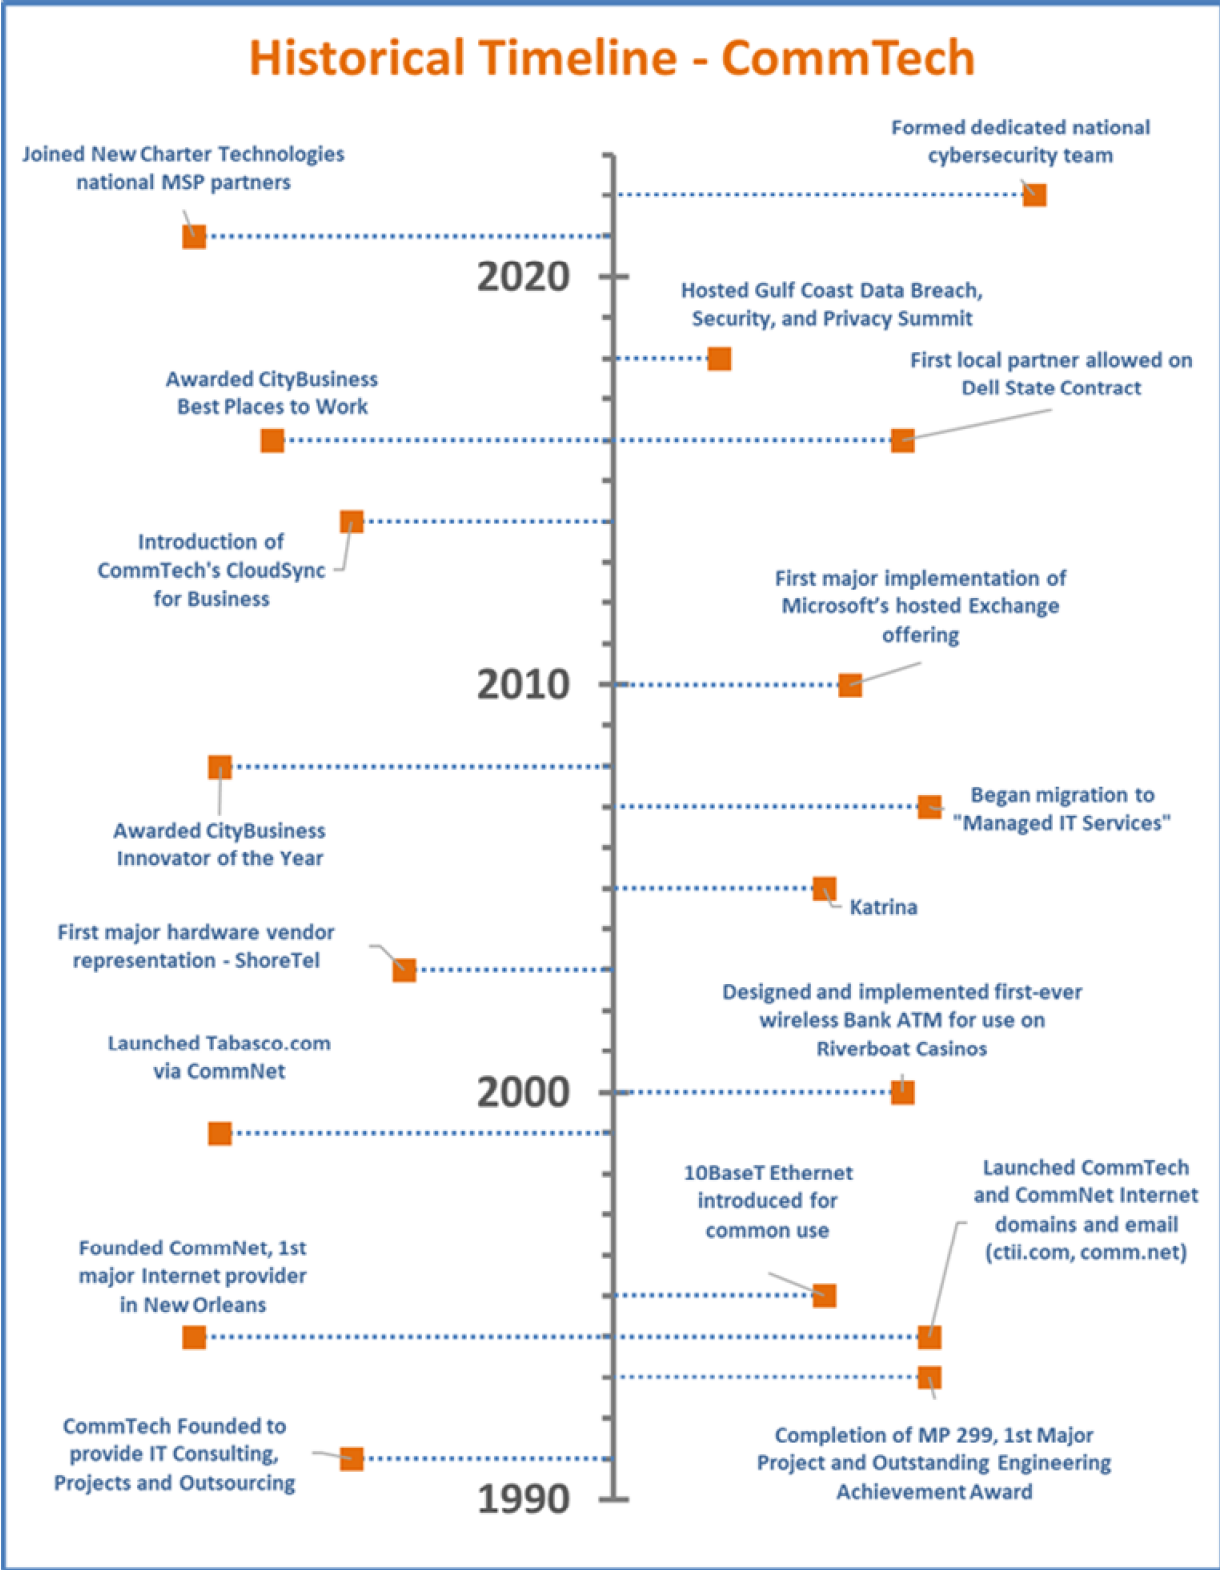 Historical Timeline - CommTech
Formed dedicated national
cybersecurity team
Joined New Charter Technologies
national MSP partners
2020
Hosted Gulf Coast Data Breach,
Security, and Privacy Summit
First local partner allowed on
Dell State Contract
Awarded CityBusiness
Best Places to Work
Introduction of
CommTech's CloudSync
for Business
First major implementation of
Microsoft’s hosted Exchange
offering
2010
Began migration to
"Managed IT Services"
Awarded CityBusiness
Innovator of the Year
Katrina
First major hardware vendor
representation - ShoreTel
Designed and implemented first-ever
wireless Bank ATM for use on
Riverboat Casinos
Launched Tabasco.com
via CommNet
2000
10BaseT Ethernet
introduced for
common use
Launched CommTech
and CommNet Internet
domains and email
(ctii.com, comm.net)
Founded CommNet, 1st
major Internet provider
in New Orleans
CommTech Founded to
provide IT Consulting,
Projects and Outsourcing
Completion of MP 299, 1st Major
Project and Outstanding Engineering
Achievement Award
1990